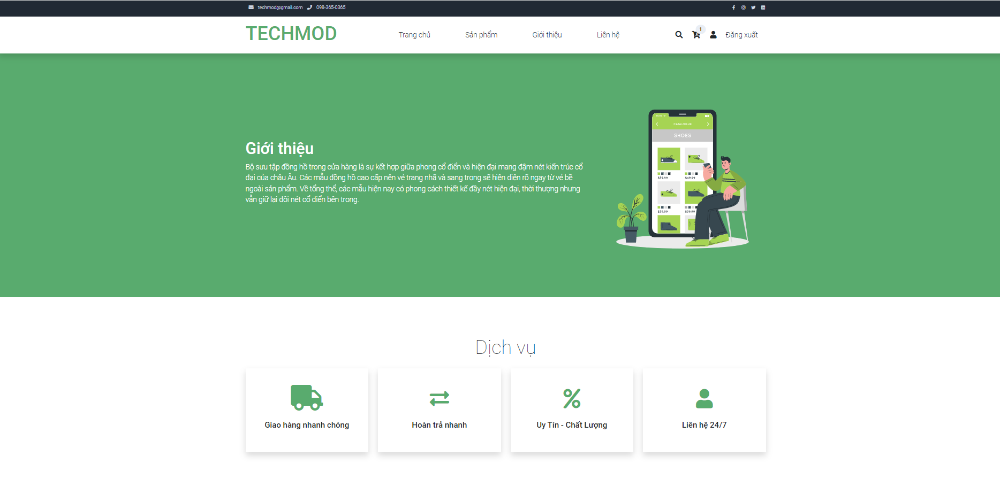 techmod@gmail.com 098-365-0365
TECHMOD
Trang chủ Sản phẩm Giới thiệu Liên hệ 1 Đăng xuất
Giới thiệu
Bộ sưu tập đồng hồ trong cửa hàng là sự kết hợp giữa phong cổ điển và hiện đại mang đậm nét kiến trúc cổ
đại của châu Âu. Các mẫu đồng hồ cao cấp nên vẻ trang nhã và sang trọng sẽ hiện diện rõ ngay từ vẻ bề
ngoài sản phẩm. Về tổng thể, các mẫu hiện nay có phong cách thiết kế đầy nét hiện đại, thời thượng nhưng
vẫn giữ lại đôi nét cổ điển bên trong.
CATALOGUE
SHOES
$39.99 $49.99
$39.99 $39.99
Dịch vụ
Giao hàng nhanh chóng
Hoàn trả nhanh
Uy Tín - Chất Lượng
Liên hệ 24/7